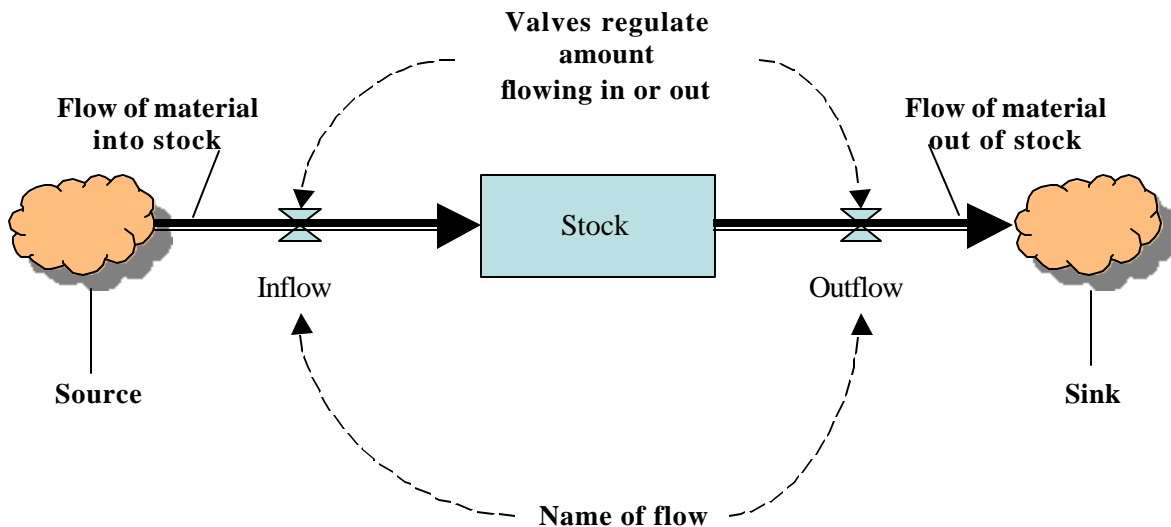 Valves regulate
amount
flowing in or out
Flow of material
into stock
Flow of material
out of stock
Stock
Inflow
Outflow
Source
Sink
Name of flow